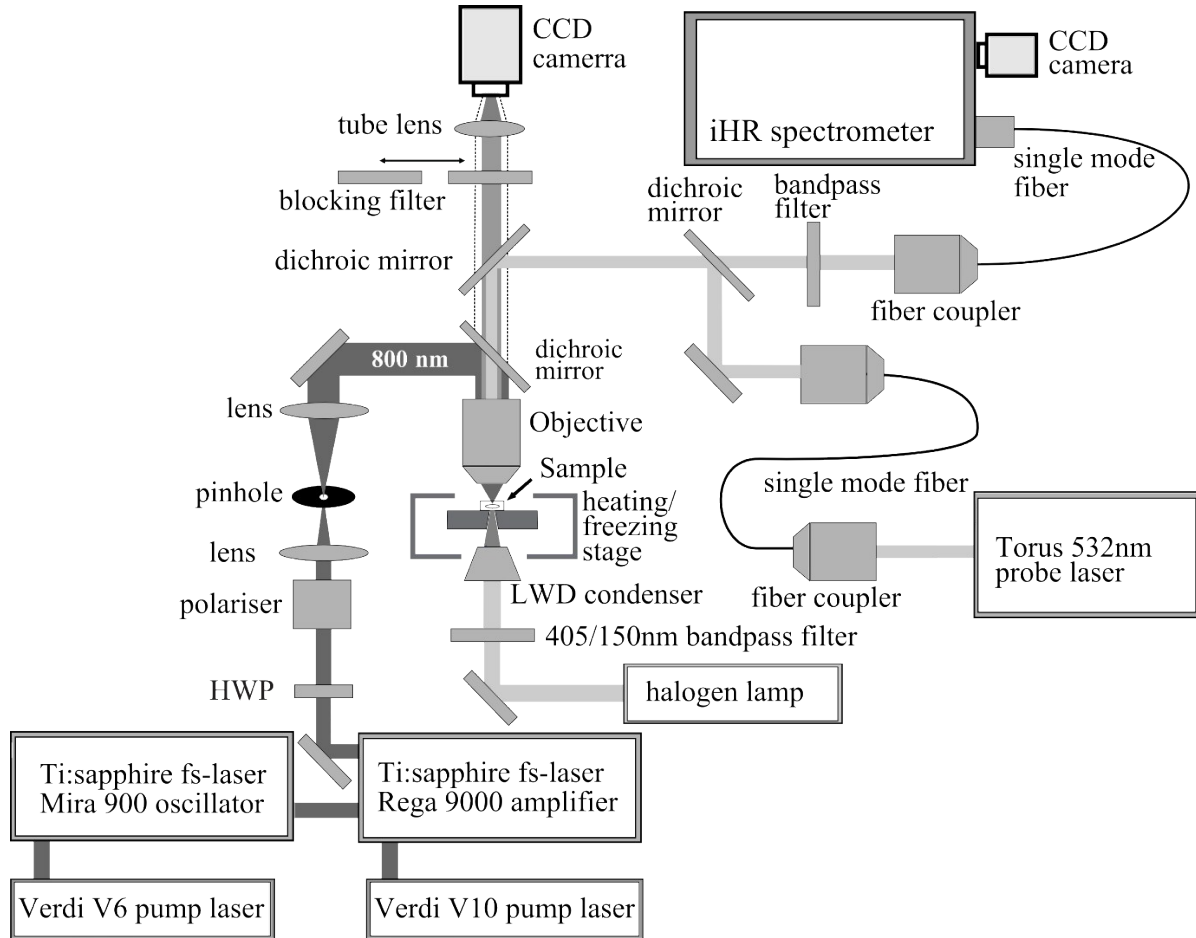 CCD
camerra
CCD
camera
tube lens
iHR spectrometer
single mode
fiber
dichroic
mirror
bandpass
filter
blocking filter
dichroic mirror
fiber coupler
800 nm
dichroic
mirror
lens
Objective
Sample
pinhole
heating/
freezing
stage
single mode fiber
lens
Torus 532nm
probe laser
polariser
LWD condenser
fiber coupler
405/150nm bandpass filter
HWP
halogen lamp
Ti:sapphire fs-laser
Mira 900 oscillator
Ti:sapphire fs-laser
Rega 9000 amplifier
Verdi V6 pump laser
Verdi V10 pump laser